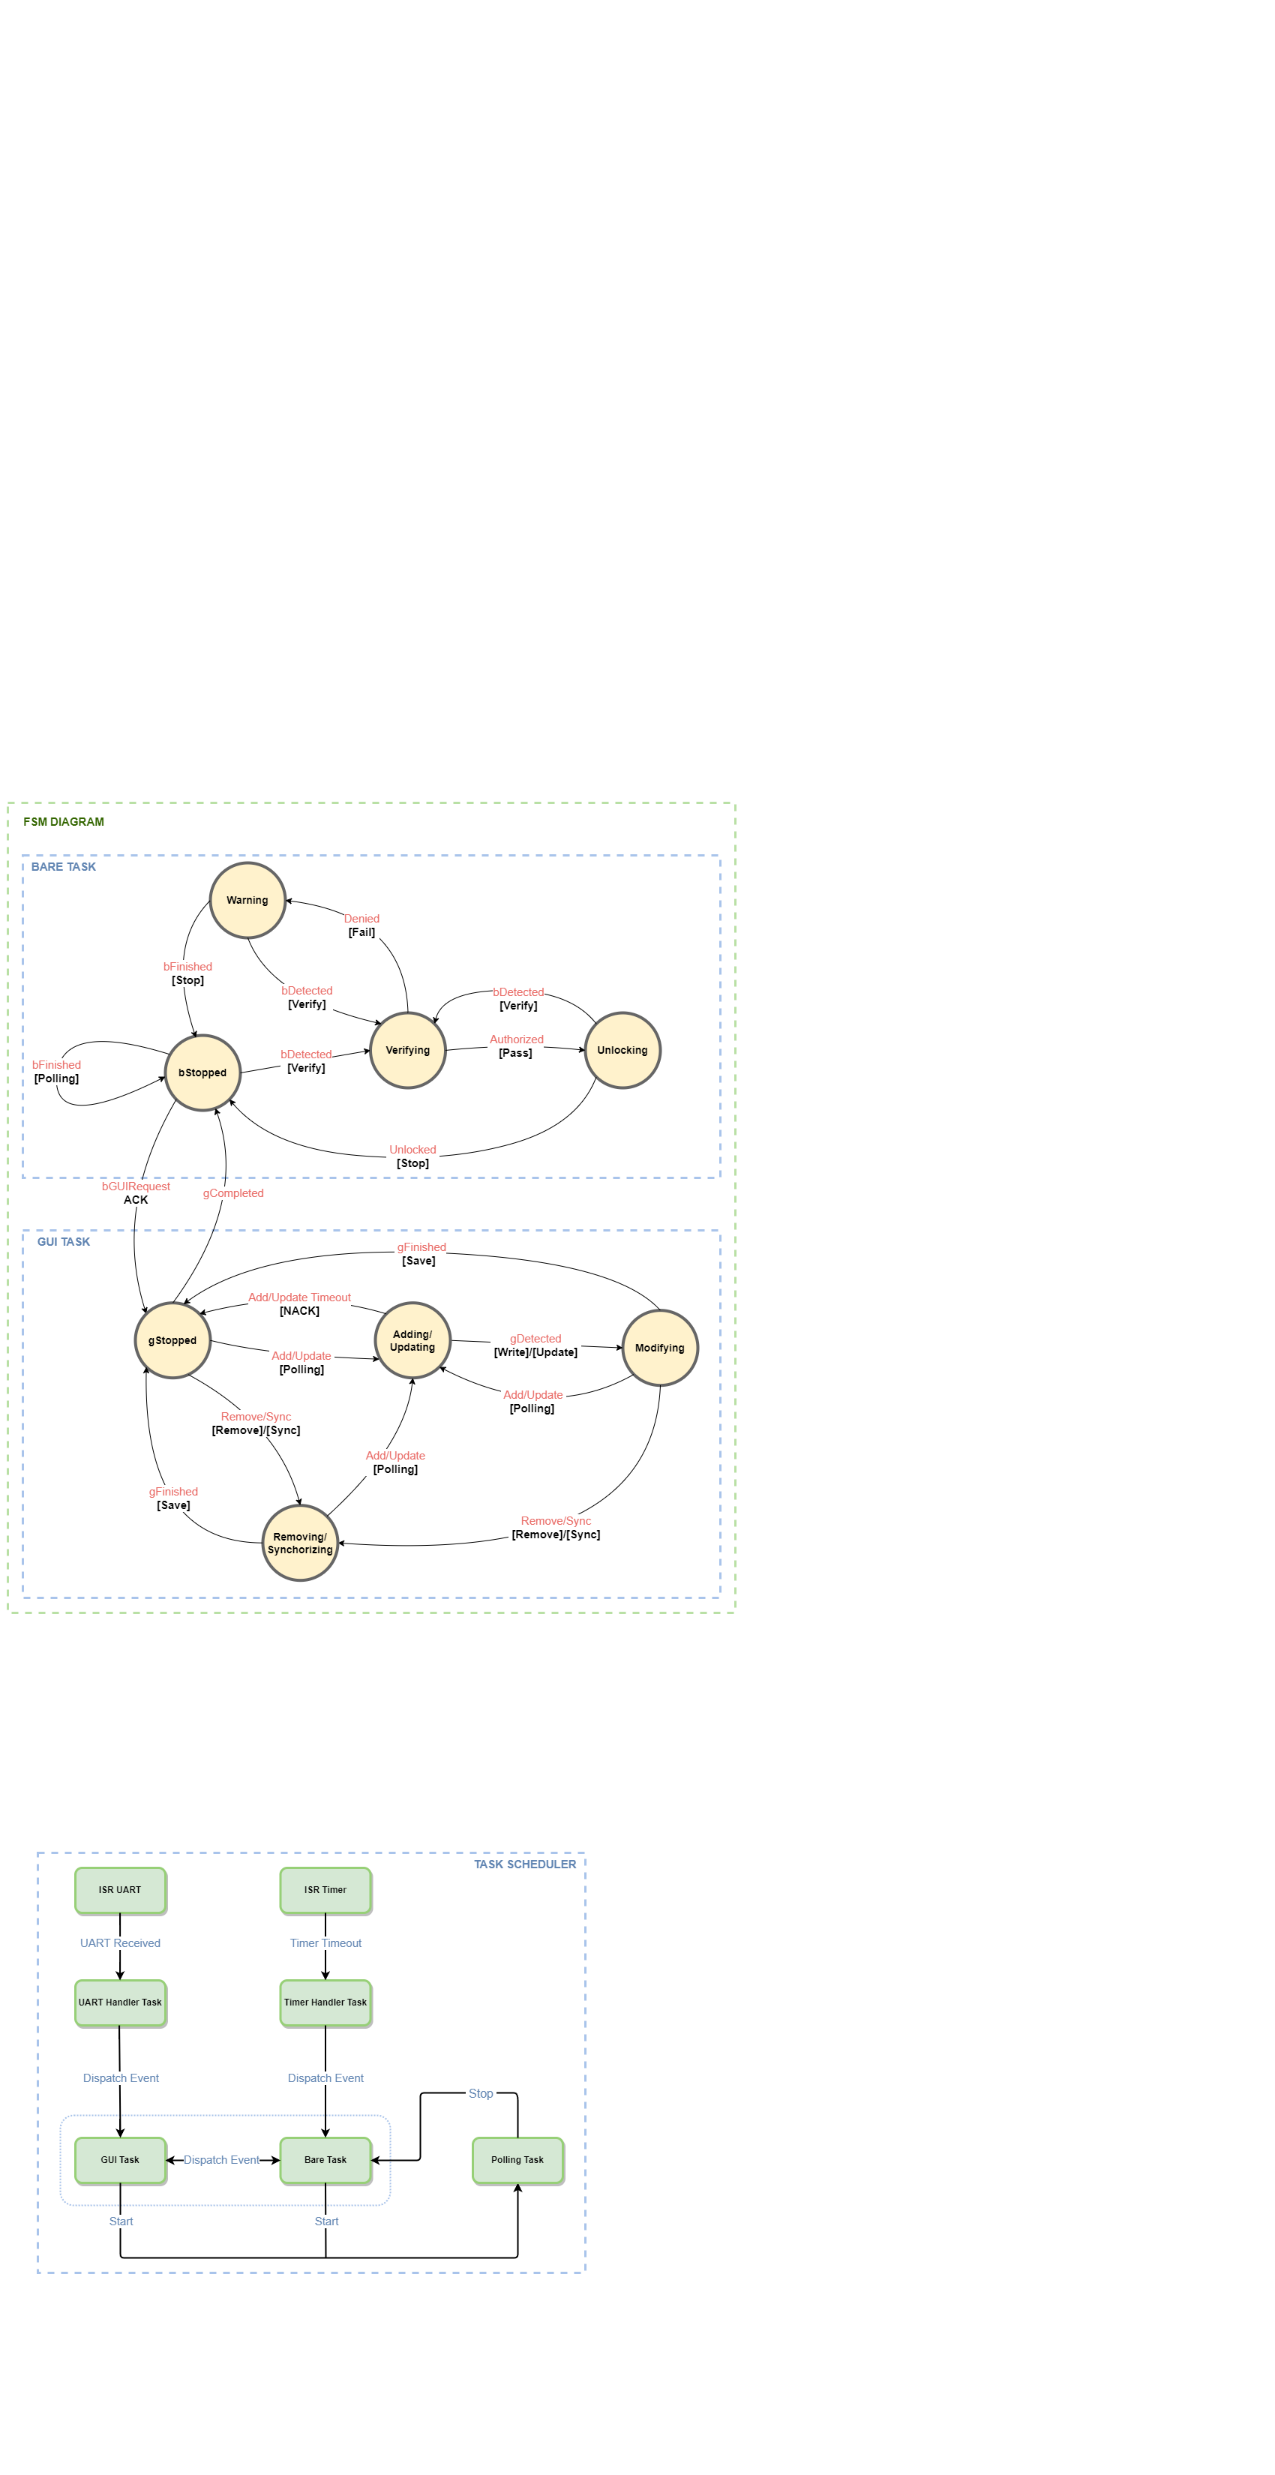 FSM DIAGRAM
BARE TASK
Warning
Denied
[Fail]
bFinished
[Stop]
bDetected
[Verify]
bDetected
[Verify]
Authorized
[Pass]
Verifying
Unlocking
bDetected
[Verify]
bFinished
[Polling]
bStopped
Unlocked
[Stop]
bGUIRequest
ACK
gCompleted
GUI TASK
gFinished
[Save]
Add/Update Timeout
[NACK]
gStopped
Adding/
Updating
gDetected
[Write]/[Update]
Modifying
Add/Update
[Polling]
Add/Update
[Polling]
Remove/Sync
[Remove]/[Sync]
Add/Update
[Polling]
gFinished
[Save]
Remove/Sync
[Remove]/[Sync]
Removing/
Synchorizing
TASK SCHEDULER
ISR UART
ISR Timer
UART Received
Timer Timeout
UART Handler Task
Timer Handler Task
Dispatch Event
Dispatch Event
Stop
GUI Task
Dispatch Event
Bare Task
Polling Task
Start
Start